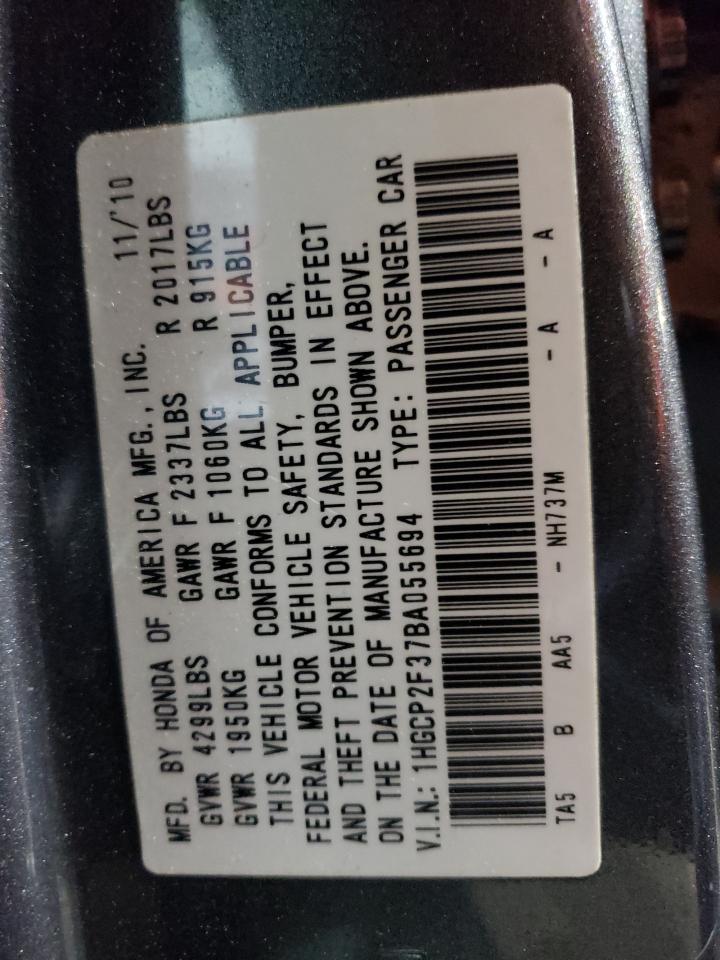 MFD. BY HONDA OF AMERICA MFG., INC. 11/'10
GVWR 4299LBS GAWR F 2337LBS R 2017LBS
GVWR 1950KG GAWR F 1060KG R 915KG
THIS VEHICLE CONFORMS TO ALL APPLICABLE
FEDERAL MOTOR VEHICLE SAFETY, BUMPER,
AND THEFT PREVENTION STANDARDS IN EFFECT
ON THE DATE OF MANUFACTURE SHOWN ABOVE.
V.I.N.: 1HGCP2F37BA055694 TYPE: PASSENGER CAR
TA5 B AA5 - NH737M - A - A